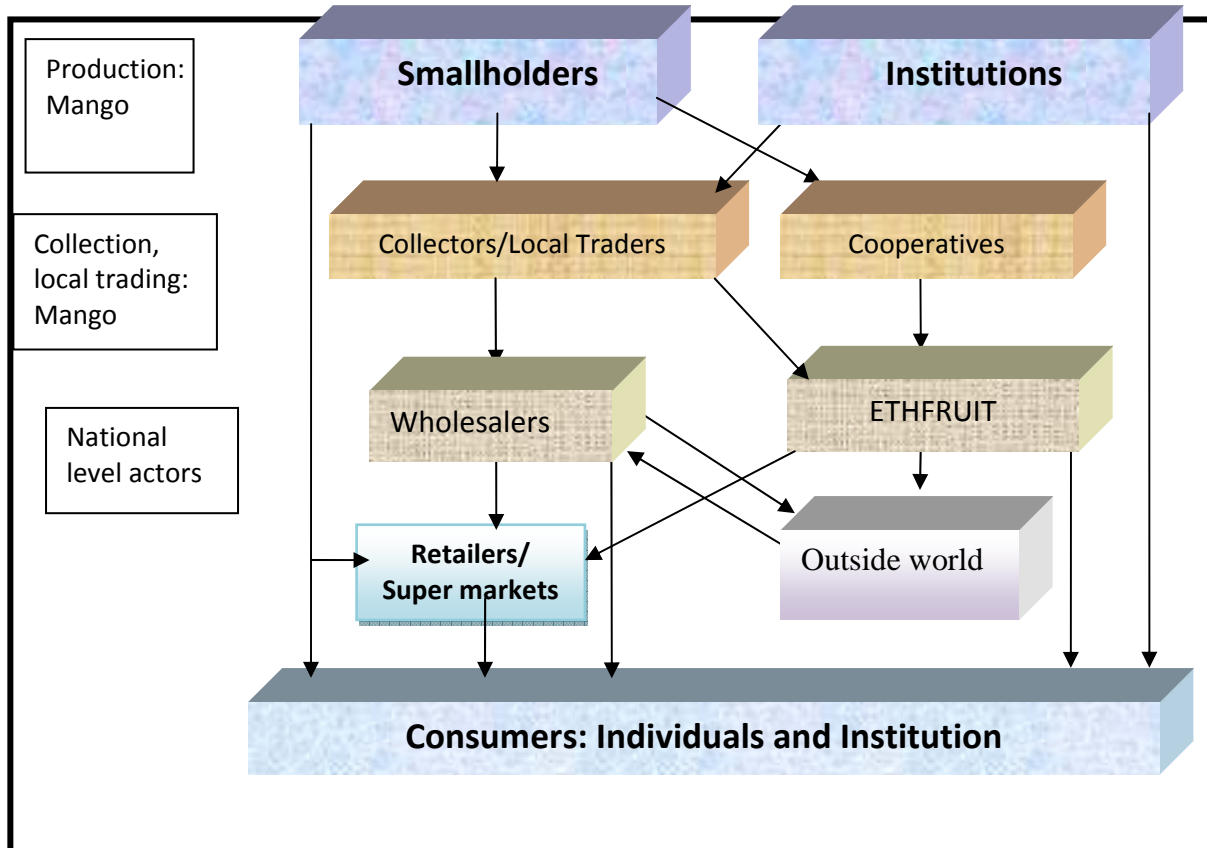 Production:
Mango
Smallholders
Institutions
Collection,
local trading:
Mango
Collectors/Local Traders
Cooperatives
National
level actors
Wholesalers
ETHFRUIT
Retailers/
Super markets
Outside world
Consumers: Individuals and Institution